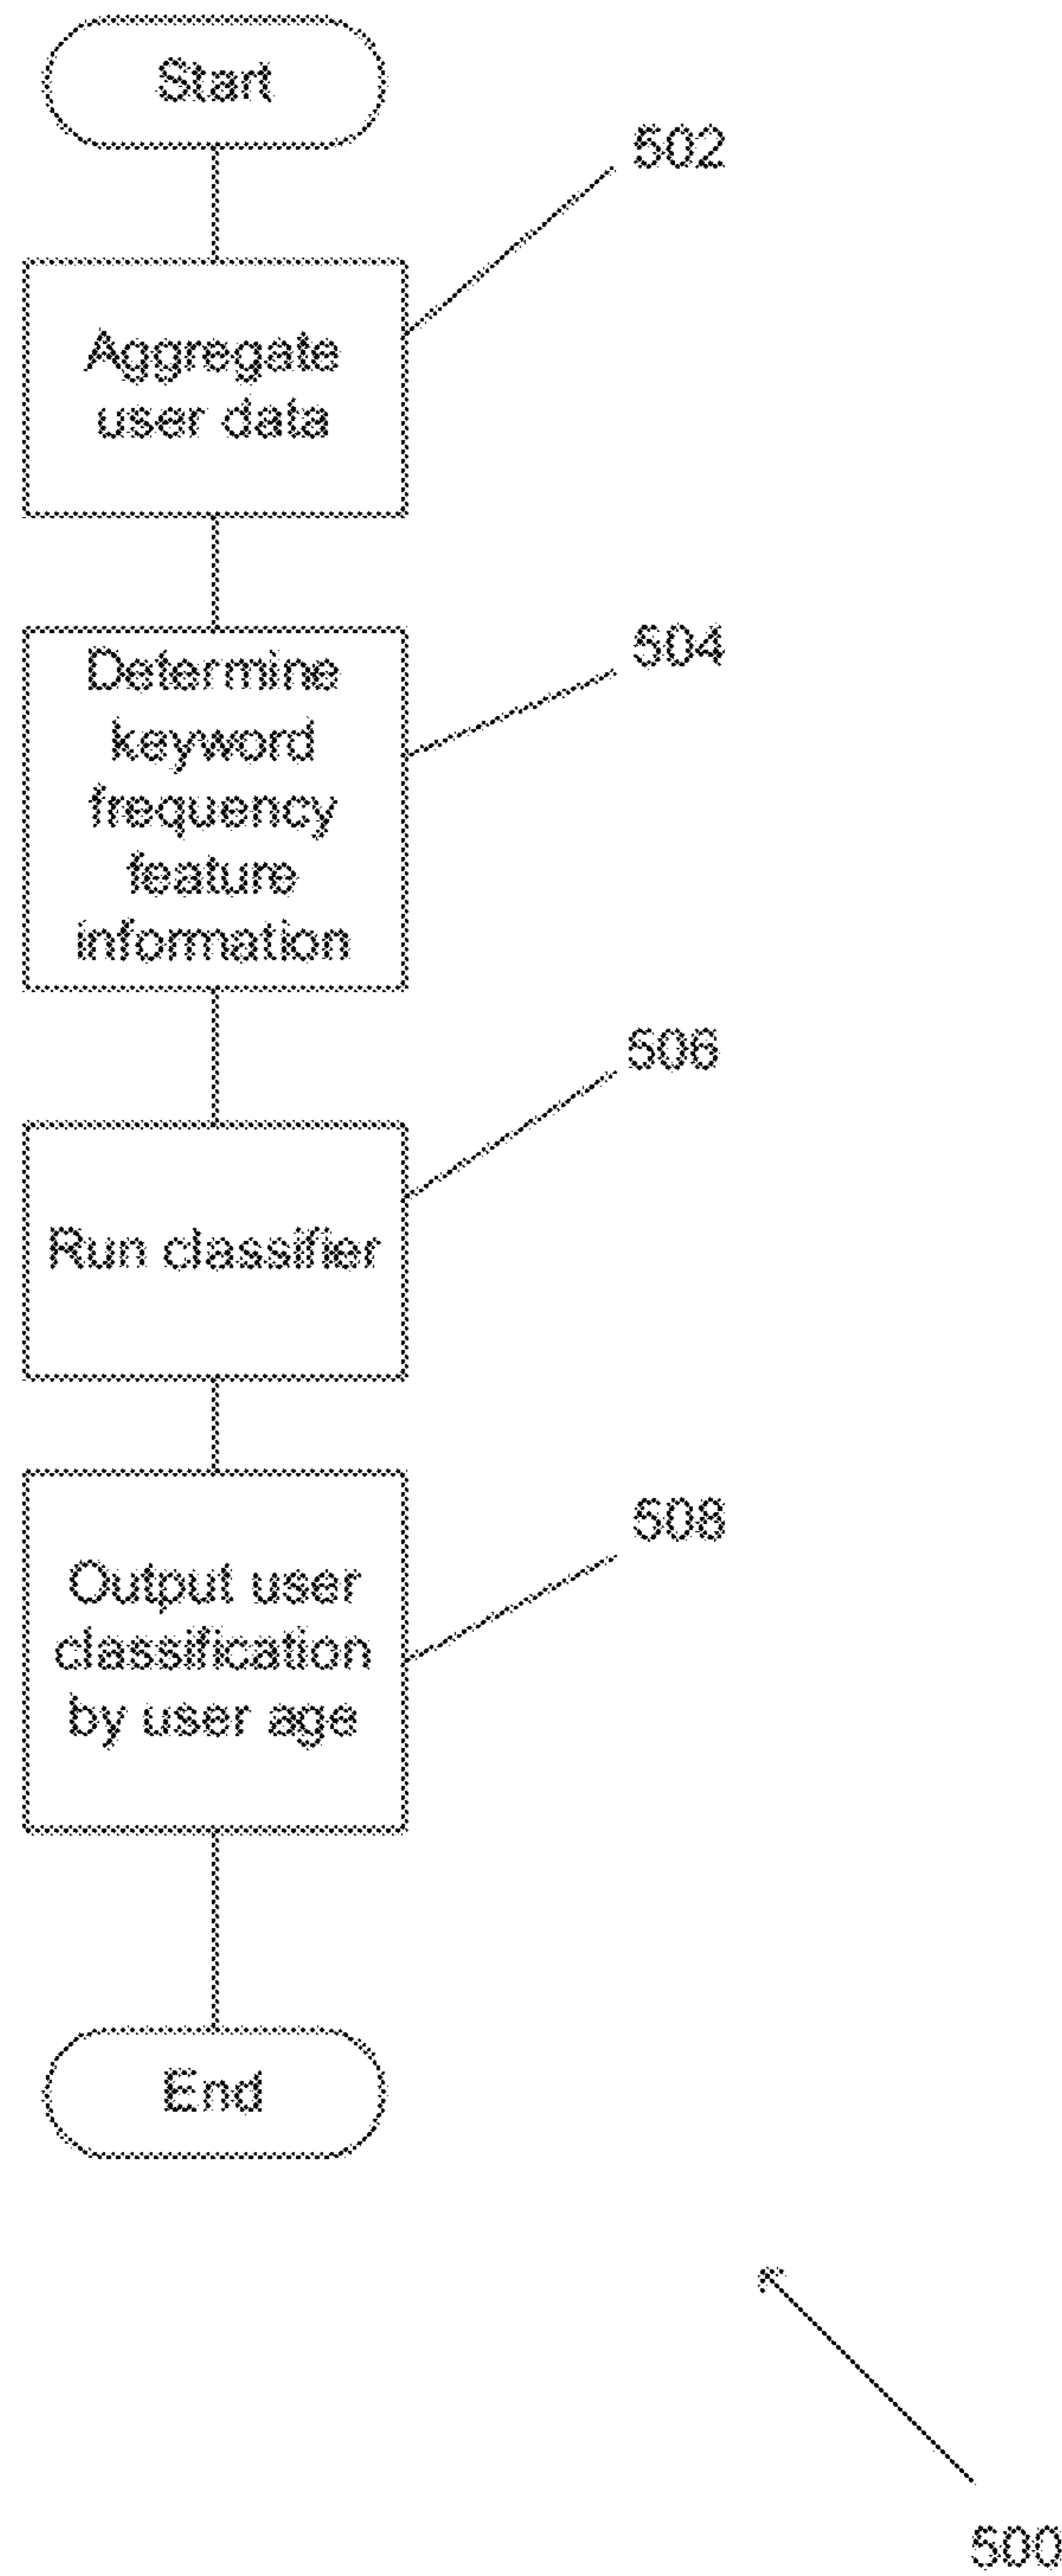 Start
502
Aggregate
user data
504
Determine
keyword
frequency
feature
information
506
Run classifier
508
Output user
classification
by user age
End
500